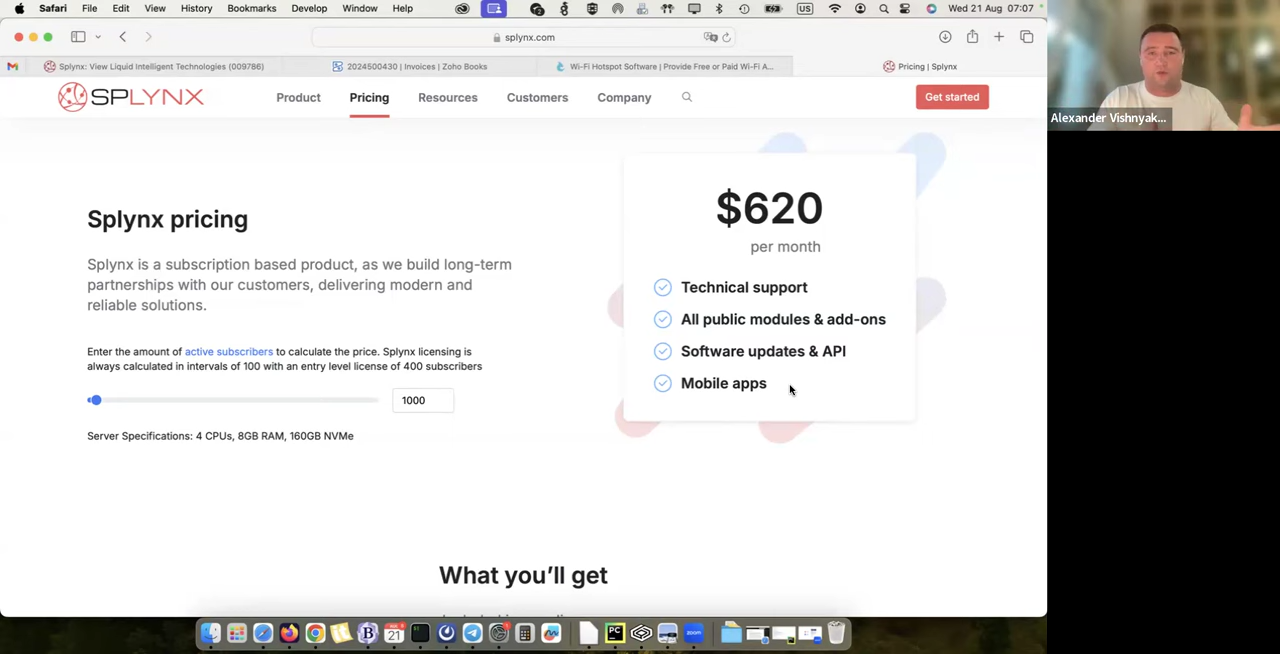 Safari File Edit View History Bookmarks Develop Window Help US Wed 21 Aug 07:07
splynx.com
Splynx: View Liquid Intelligent Technologies (009786) 2024500430 | Invoices | Zoho Books Wi-Fi Hotspot Software | Provide Free or Paid Wi-Fi A... Pricing | Splynx
SPLYNX Product Pricing Resources Customers Company Get started
Alexander Vishnyak...
Splynx pricing
Splynx is a subscription based product, as we build long-term
partnerships with our customers, delivering modern and
reliable solutions.
Enter the amount of active subscribers to calculate the price. Splynx licensing is
always calculated in intervals of 100 with an entry level license of 400 subscribers
1000
Server Specifications: 4 CPUs, 8GB RAM, 160GB NVMe
$620
per month
Technical support
All public modules & add-ons
Software updates & API
Mobile apps
What you’ll get
21
PC
zoom